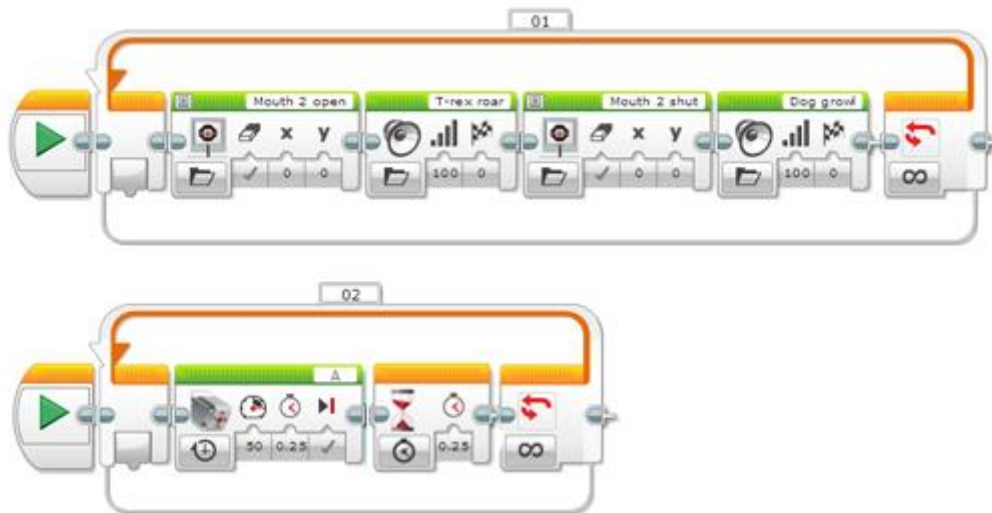 01
Mouth 2 open T-rex roar Mouth 2 shut Dog growl
x y x y
0 0 100 0 0 0 100 0 ∞
02
A
50 0.25 0.25 ∞